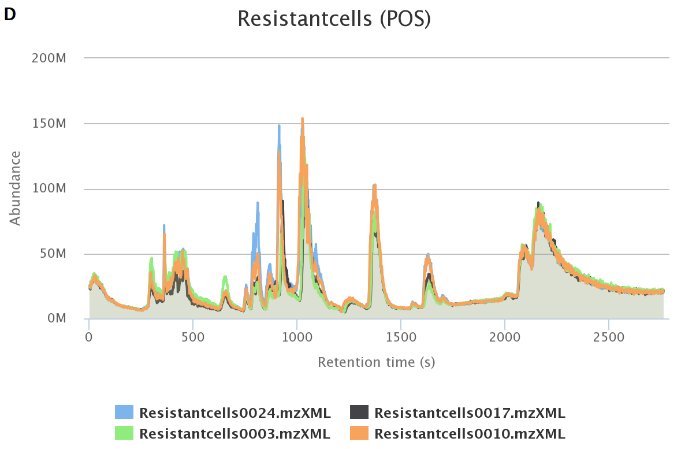 D
Resistantcells (POS)
200M
150M
100M
50M
0M
Abundance
0 500 1000 1500 2000 2500
Retention time (s)
Resistantcells0024.mzXML Resistantcells0017.mzXML
Resistantcells0003.mzXML Resistantcells0010.mzXML